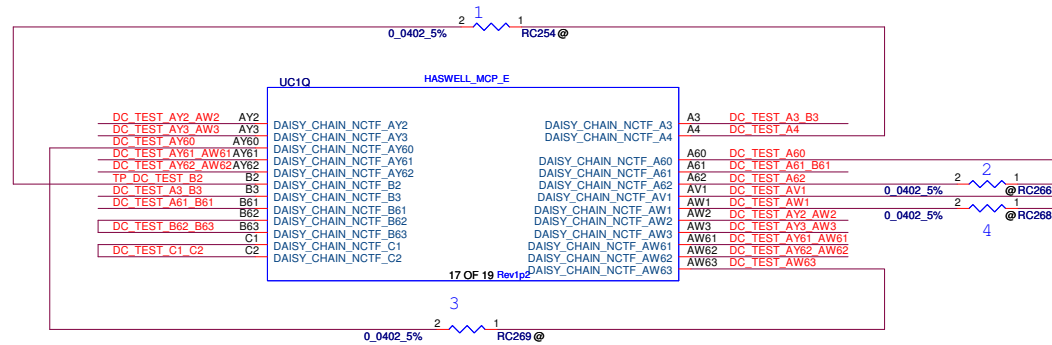 1
2 1
0_0402_5% RC254 @
UC1Q HASWELL_MCP_E
DC_TEST_AY2_AW2 AY2 DAISY_CHAIN_NCTF_AY2
DC_TEST_AY3_AW3 AY3 DAISY_CHAIN_NCTF_AY3
DC_TEST_AY60 AY60 DAISY_CHAIN_NCTF_AY60
DC_TEST_AY61_AW61 AY61 DAISY_CHAIN_NCTF_AY61
DC_TEST_AY62_AW62 AY62 DAISY_CHAIN_NCTF_AY62
TP_DC_TEST_B2 B2 DAISY_CHAIN_NCTF_B2
DC_TEST_A3_B3 B3 DAISY_CHAIN_NCTF_B3
DC_TEST_A61_B61 B61 DAISY_CHAIN_NCTF_B61
B62 DAISY_CHAIN_NCTF_B62
DC_TEST_B62_B63 B63 DAISY_CHAIN_NCTF_B63
C1 DAISY_CHAIN_NCTF_C1
DC_TEST_C1_C2 C2 DAISY_CHAIN_NCTF_C2
DAISY_CHAIN_NCTF_A3 A3 DC_TEST_A3_B3
DAISY_CHAIN_NCTF_A4 A4 DC_TEST_A4
DAISY_CHAIN_NCTF_A60 A60 DC_TEST_A60
DAISY_CHAIN_NCTF_A61 A61 DC_TEST_A61_B61
DAISY_CHAIN_NCTF_A62 A62 DC_TEST_A62
DAISY_CHAIN_NCTF_AV1 AV1 DC_TEST_AV1
DAISY_CHAIN_NCTF_AW1 AW1 DC_TEST_AW1
DAISY_CHAIN_NCTF_AW2 AW2 DC_TEST_AY2_AW2
DAISY_CHAIN_NCTF_AW3 AW3 DC_TEST_AY3_AW3
DAISY_CHAIN_NCTF_AW61 AW61 DC_TEST_AY61_AW61
DAISY_CHAIN_NCTF_AW62 AW62 DC_TEST_AY62_AW62
DAISY_CHAIN_NCTF_AW63 AW63 DC_TEST_AW63
17 OF 19 Rev1p2
2
2 1
0_0402_5% @ RC266
2 1
0_0402_5% @ RC268
4
3
2 1
0_0402_5% RC269 @